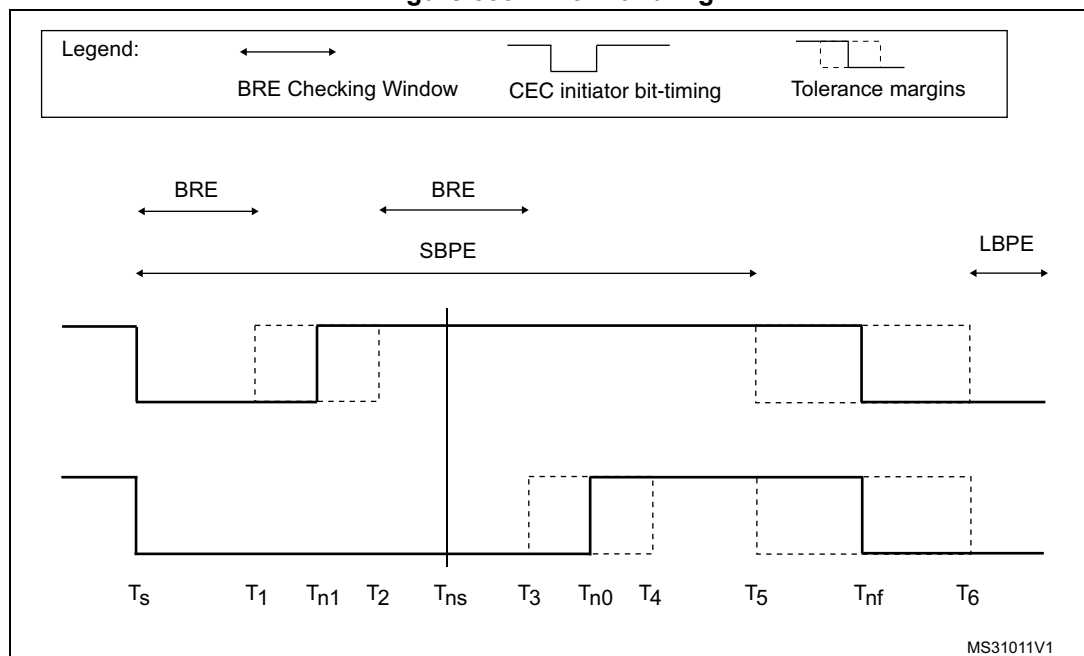 Legend:
BRE Checking Window
CEC initiator bit-timing
Tolerance margins
BRE
BRE
SBPE
LBPE
Ts
T1
Tn1
T2
Tns
T3
Tn0
T4
T5
Tnf
T6
MS31011V1